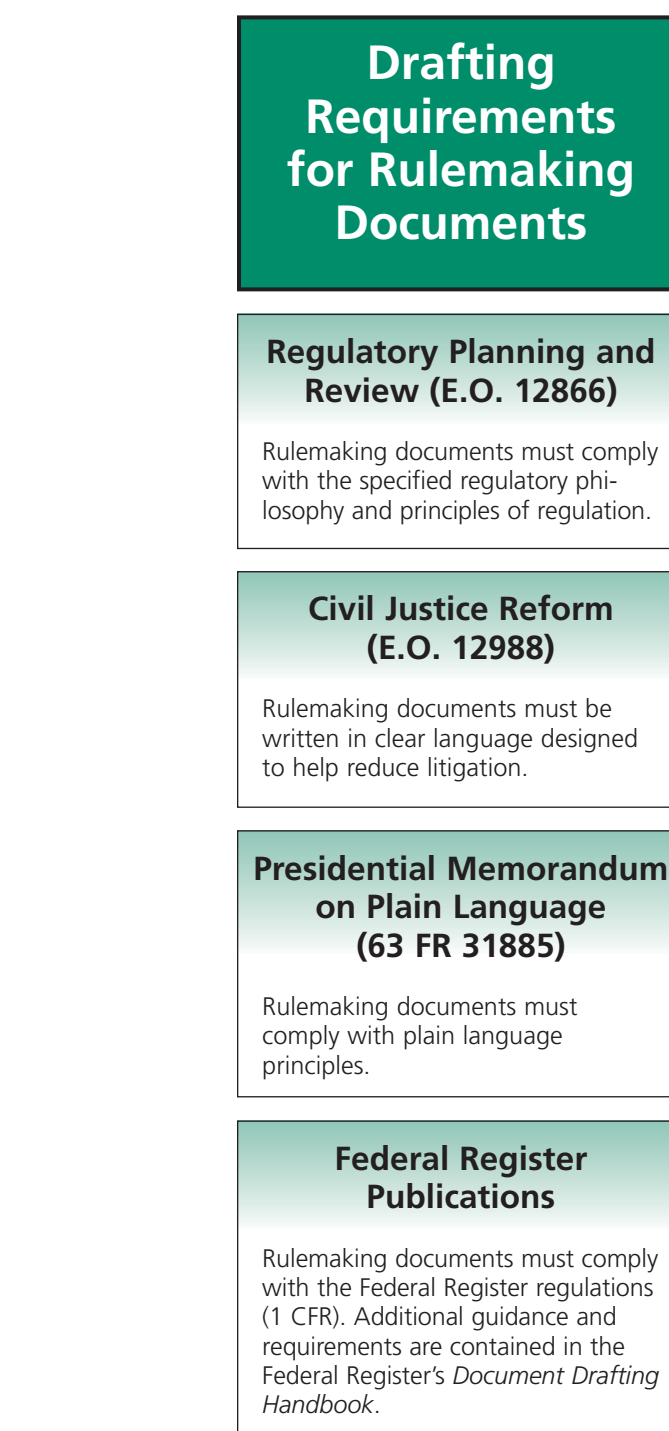 Drafting
Requirements
for Rulemaking
Documents
Regulatory Planning and
Review (E.O. 12866)
Rulemaking documents must comply
with the specified regulatory phi-
losophy and principles of regulation.
Civil Justice Reform
(E.O. 12988)
Rulemaking documents must be
written in clear language designed
to help reduce litigation.
Presidential Memorandum
on Plain Language
(63 FR 31885)
Rulemaking documents must
comply with plain language
principles.
Federal Register
Publications
Rulemaking documents must comply
with the Federal Register regulations
(1 CFR). Additional guidance and
requirements are contained in the
Federal Register’s Document Drafting
Handbook.